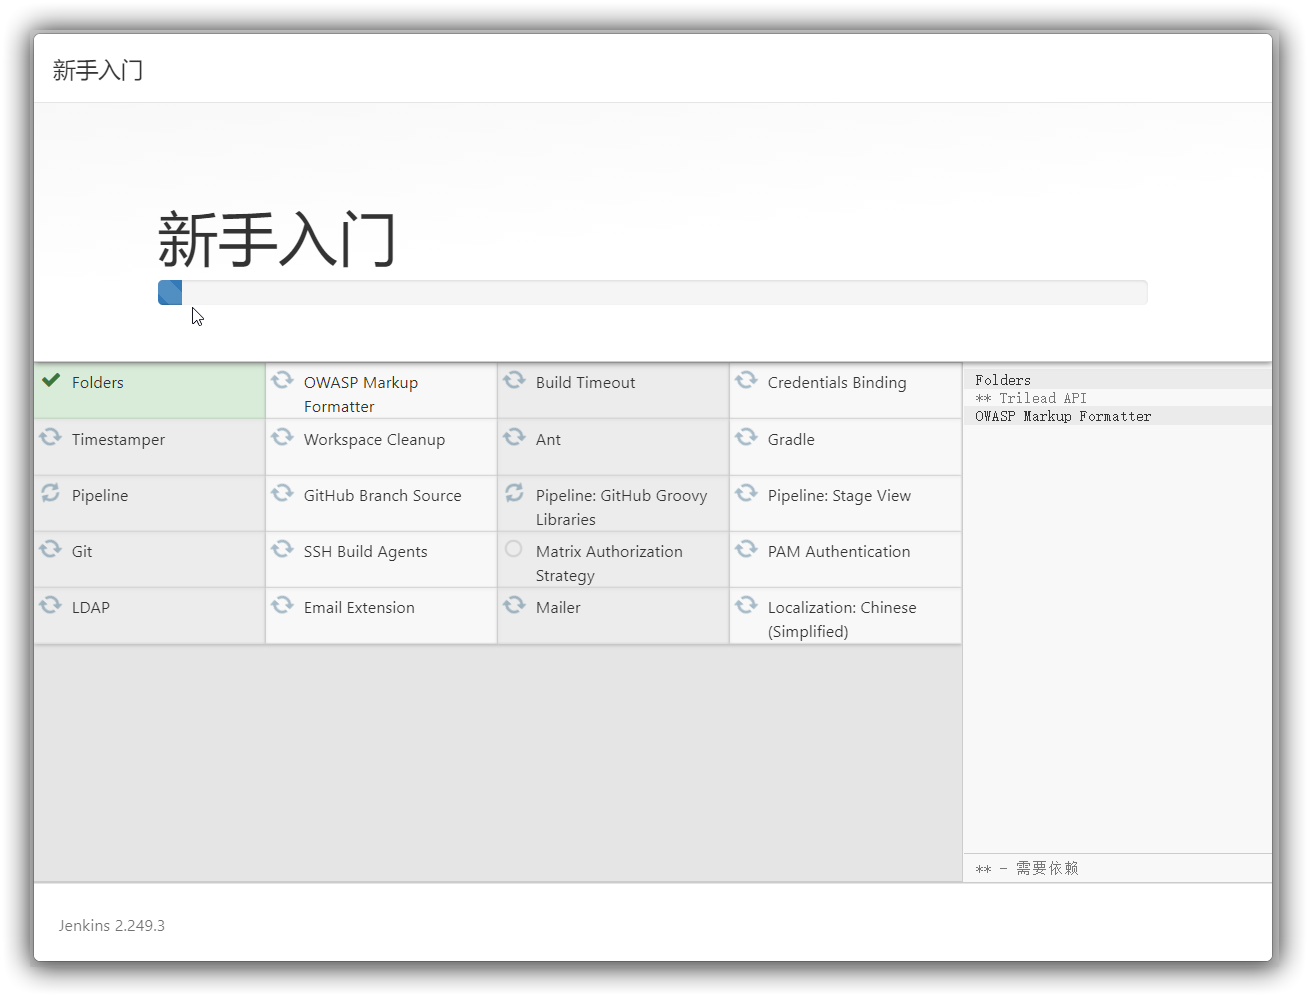 新手入门
新手入门
Folders
OWASP Markup
Formatter
Build Timeout
Credentials Binding
Timestamper
Workspace Cleanup
Ant
Gradle
Pipeline
GitHub Branch Source
Pipeline: GitHub Groovy
Libraries
Pipeline: Stage View
Git
SSH Build Agents
Matrix Authorization
Strategy
PAM Authentication
LDAP
Email Extension
Mailer
Localization: Chinese
(Simplified)
Folders
** Trilead API
OWASP Markup Formatter
** - 需要依赖
Jenkins 2.249.3